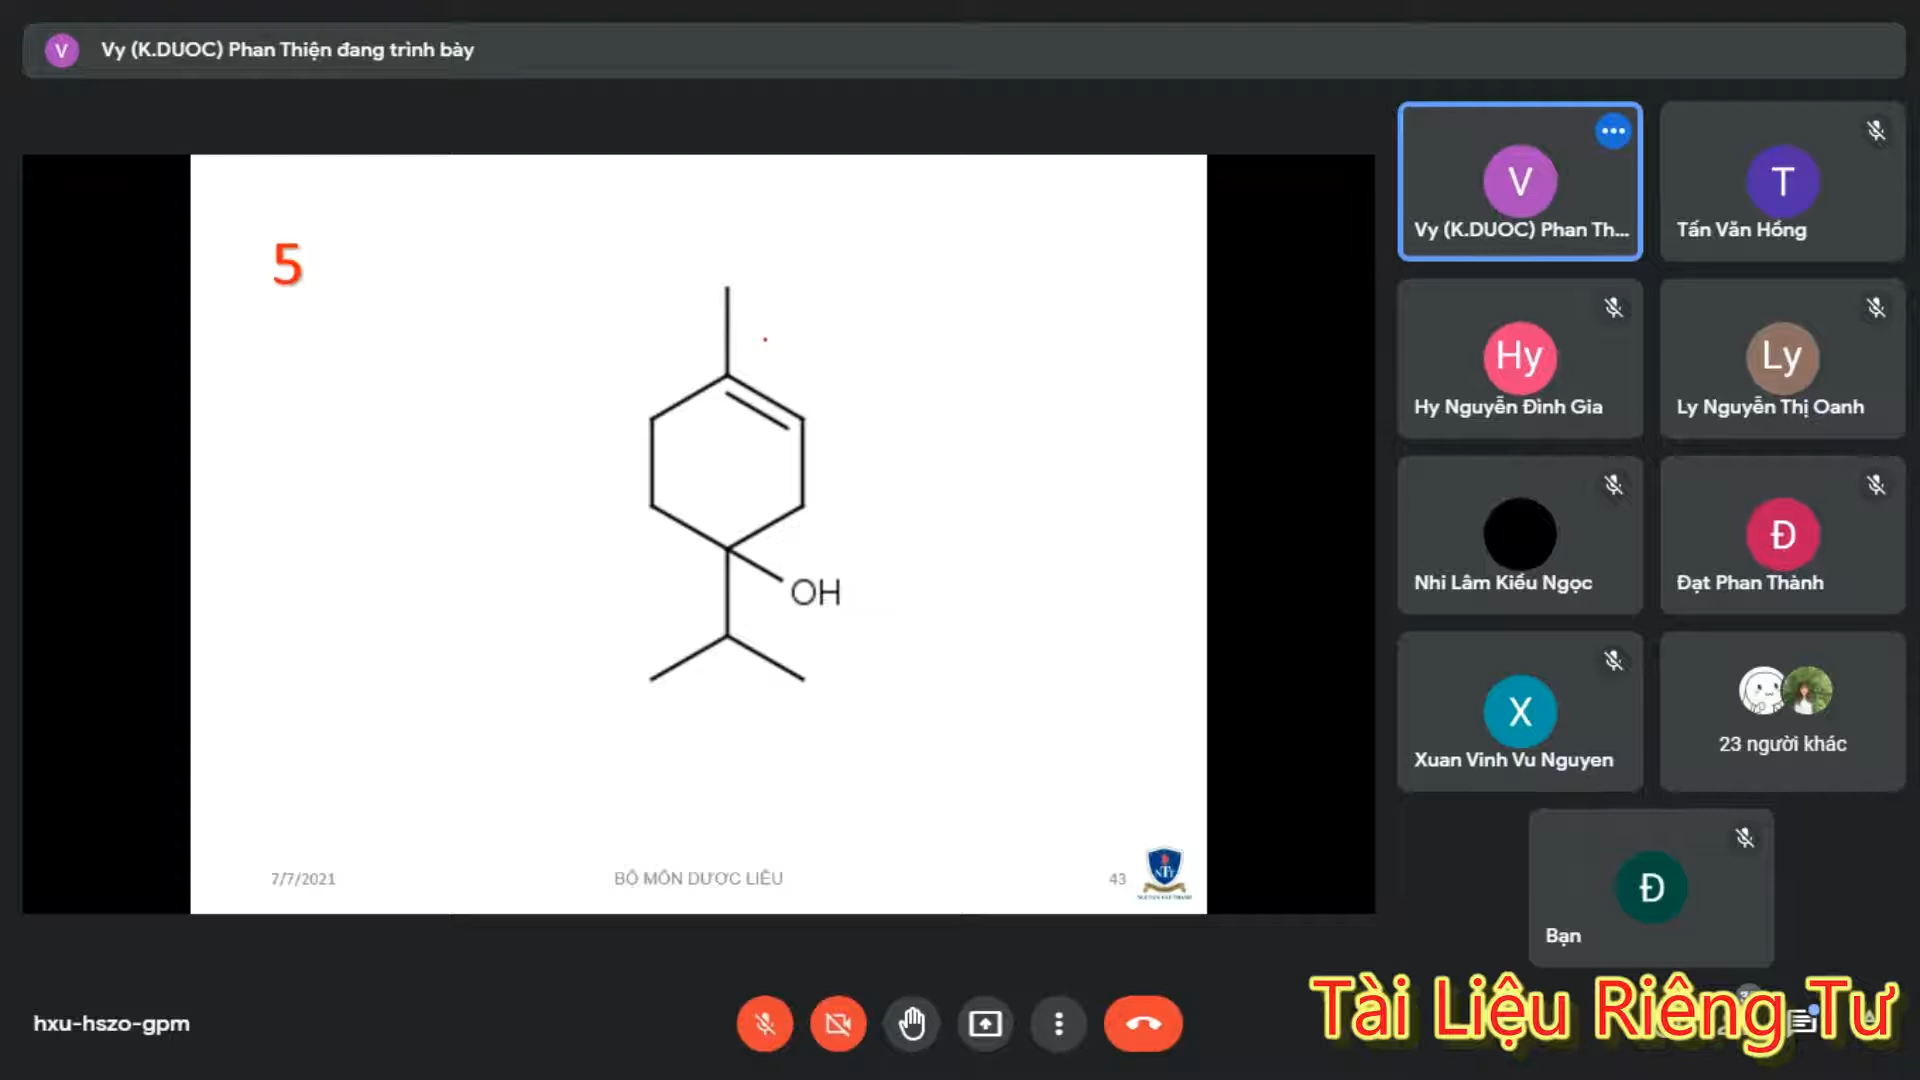 V
Vy (K.DUOC) Phan Thiện đang trình bày
5
OH
7/7/2021
BỘ MÔN DƯỢC LIỆU
43
NTT
V
Vy (K.DUOC) Phan Th...
T
Tấn Văn Hồng
Hy
Hy Nguyễn Đình Gia
Ly
Ly Nguyễn Thị Oanh
Nhi Lâm Kiều Ngọc
Đ
Đạt Phan Thành
X
Xuan Vinh Vu Nguyen
23 người khác
Đ
Bạn
hxu-hszo-gpm
Tài Liệu Riêng Tư